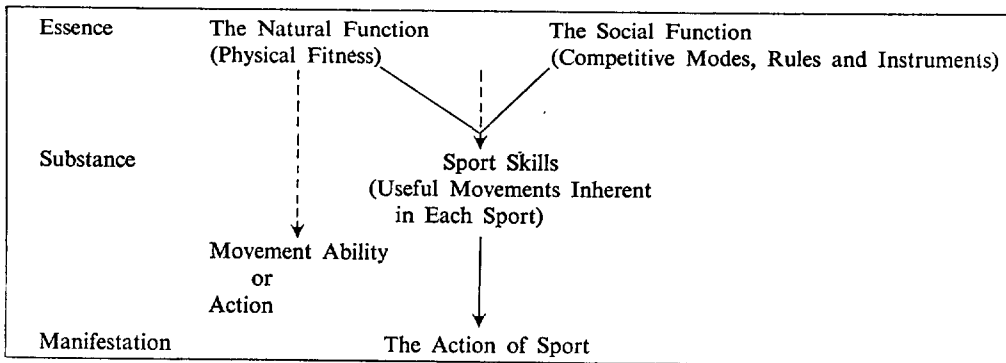 Essence The Natural Function The Social Function
(Physical Fitness) (Competitive Modes, Rules and Instruments)
Substance Sport Skills
(Useful Movements Inherent
in Each Sport)
Movement Ability
or
Action
Manifestation The Action of Sport